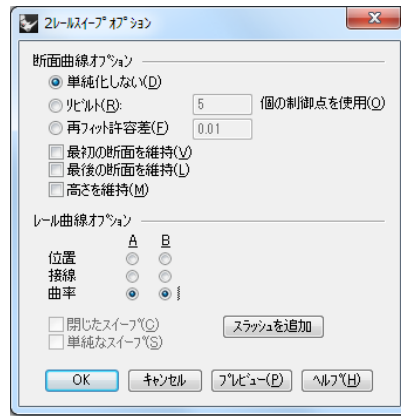 2レールスイープ オプション
断面曲線オプション
単純化しない(D)
リビルト(R): 5 個の制御点を使用(O)
再フィット許容差(F) 0.01
最初の断面を維持(V)
最後の断面を維持(L)
高さを維持(M)
レール曲線オプション
A B
位置
接線
曲率
閉じたスイープ(C)
単純なスイープ(S)
スラッシュを追加
OK キャンセル プレビュー(P) ヘルプ(H)